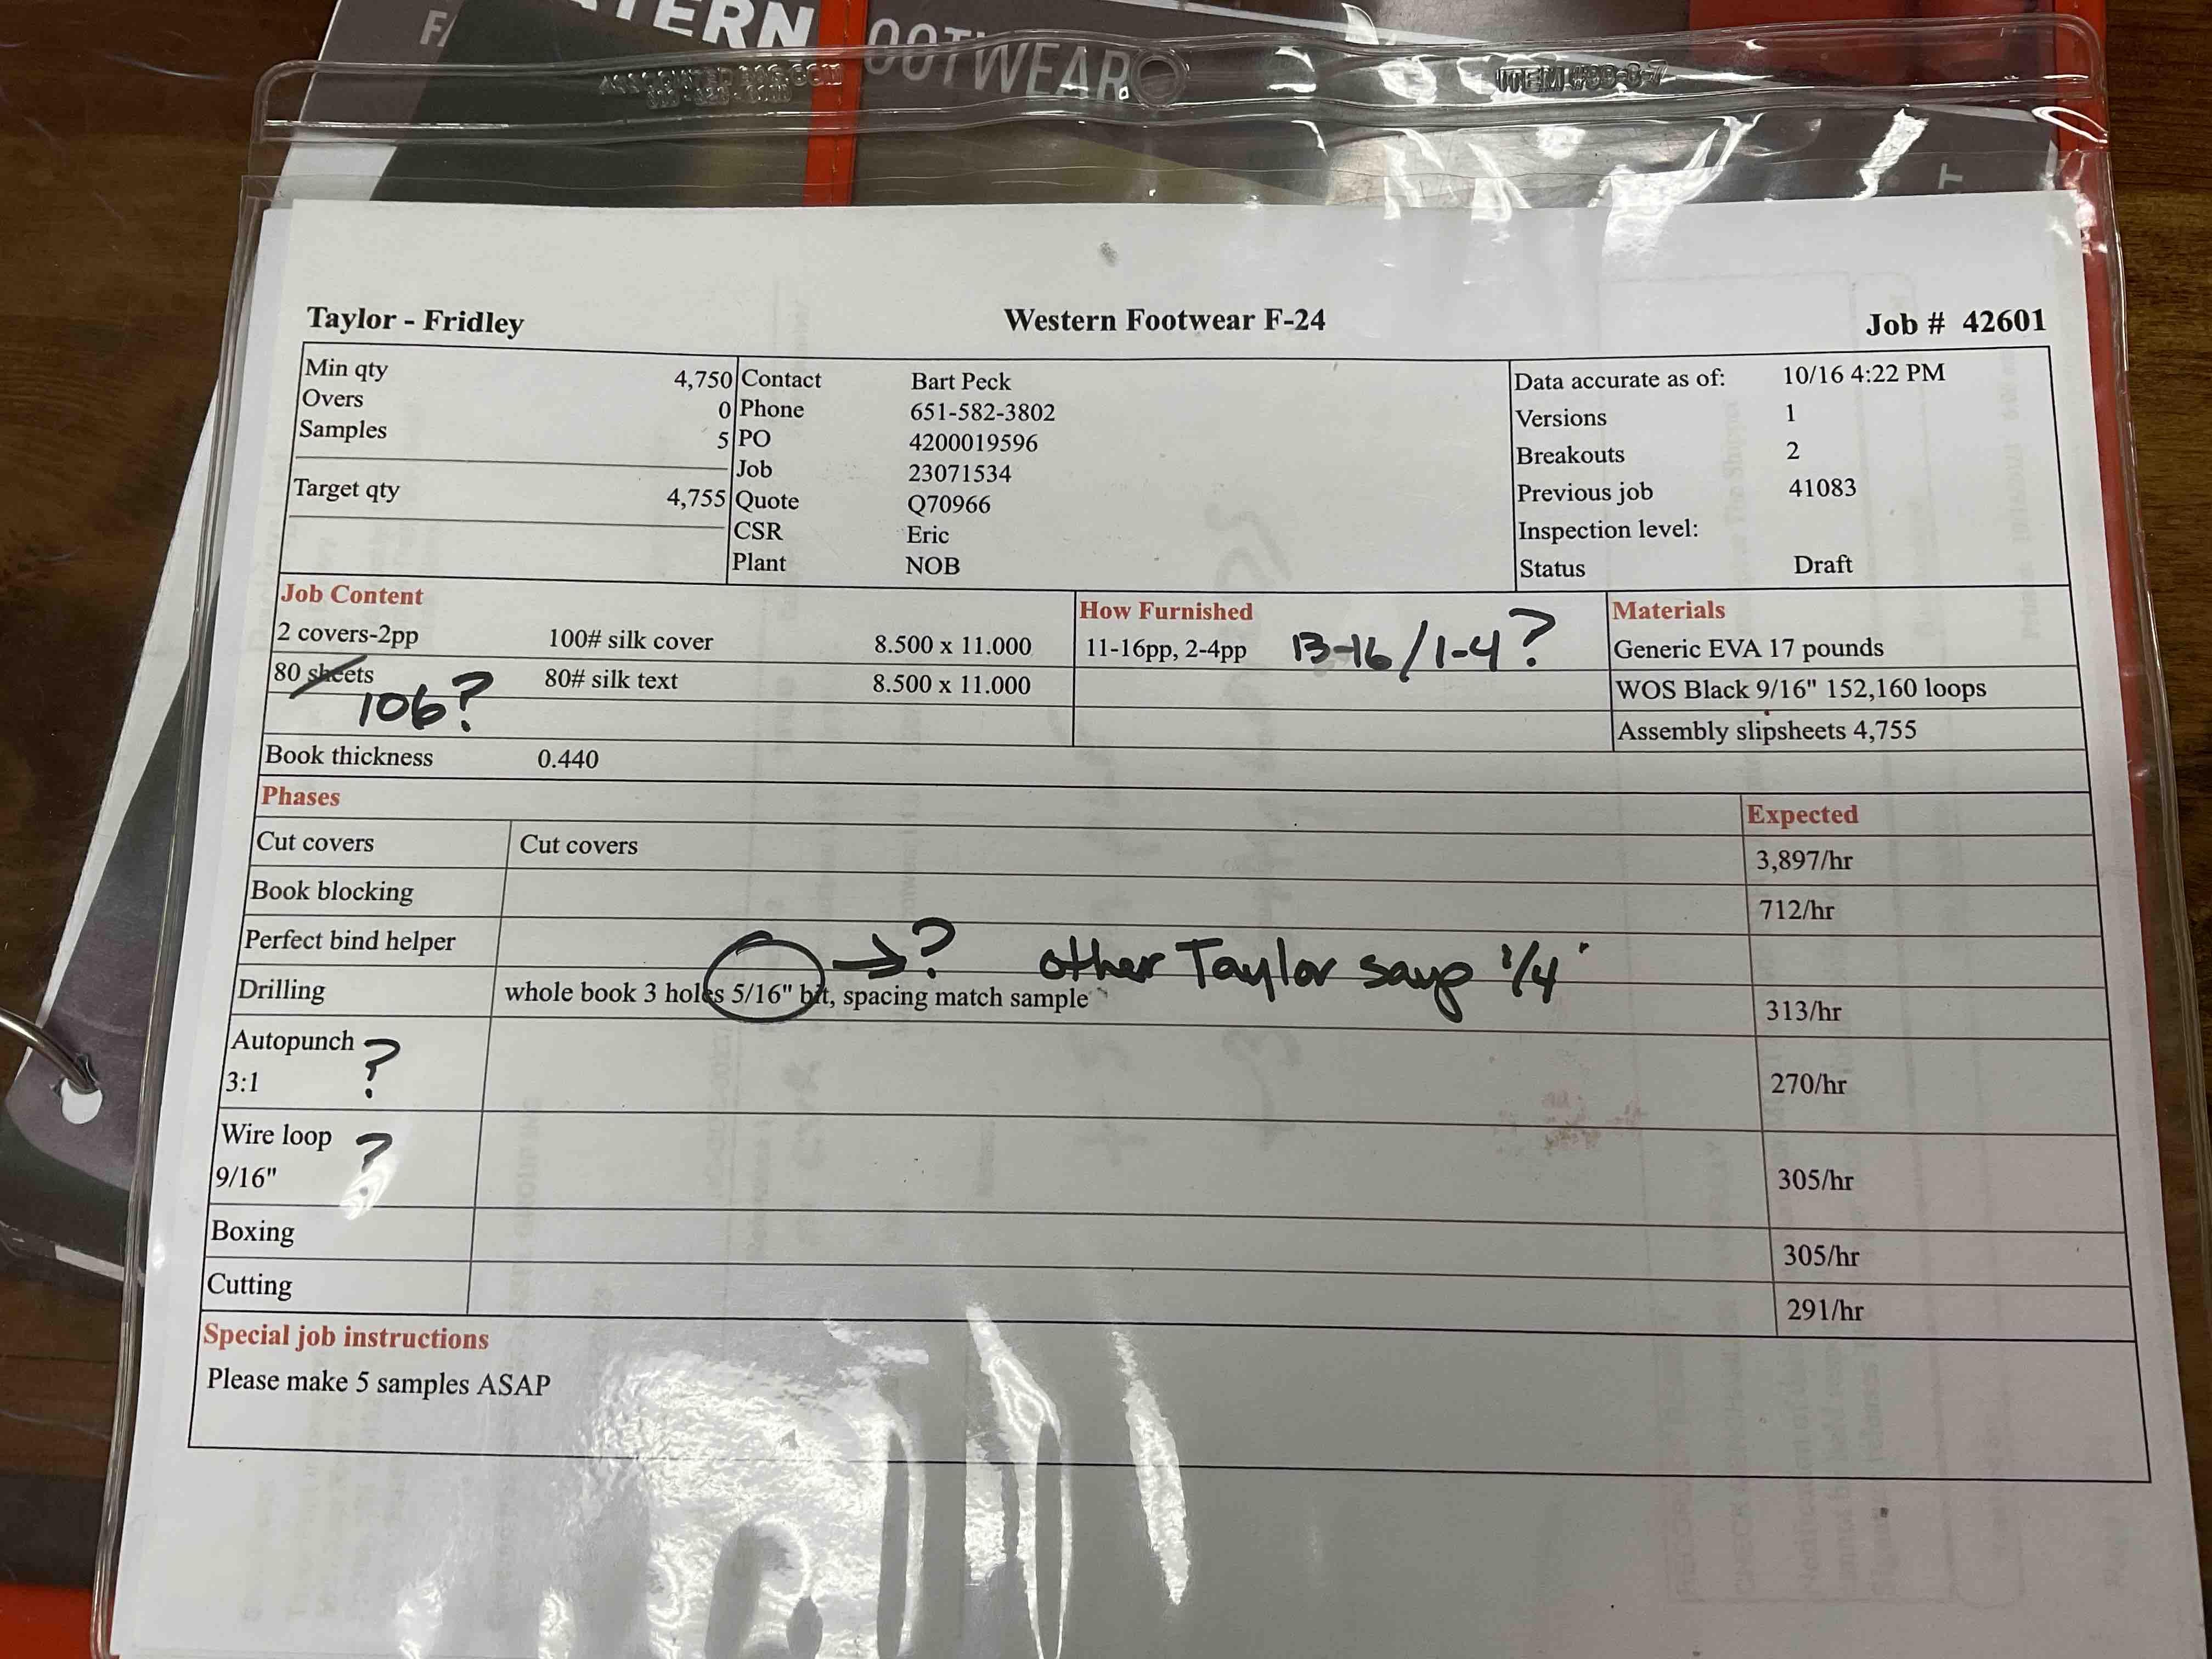 TERN
OOTWEAR
ITEM #93-8-7
Taylor - Fridley
Western Footwear F-24
Job # 42601
Min qty 4,750
Overs 0
Samples 5
Target qty 4,755
Contact Bart Peck
Phone 651-582-3802
PO 4200019596
Job 23071534
Quote Q70966
CSR Eric
Plant NOB
Data accurate as of: 10/16 4:22 PM
Versions 1
Breakouts 2
Previous job 41083
Inspection level:
Status Draft
Job Content
2 covers-2pp 100# silk cover 8.500 x 11.000
80 sheets 80# silk text 8.500 x 11.000
106?
How Furnished
11-16pp, 2-4pp 13-16/1-4?
Materials
Generic EVA 17 pounds
WOS Black 9/16" 152,160 loops
Assembly slipsheets 4,755
Book thickness 0.440
Phases Expected
Cut covers Cut covers 3,897/hr
Book blocking 712/hr
Perfect bind helper
→? other Taylor says 1/4"
Drilling whole book 3 holes 5/16" bit, spacing match sample 313/hr
Autopunch ?
3:1 270/hr
Wire loop ?
9/16" 305/hr
Boxing 305/hr
Cutting 291/hr
Special job instructions
Please make 5 samples ASAP